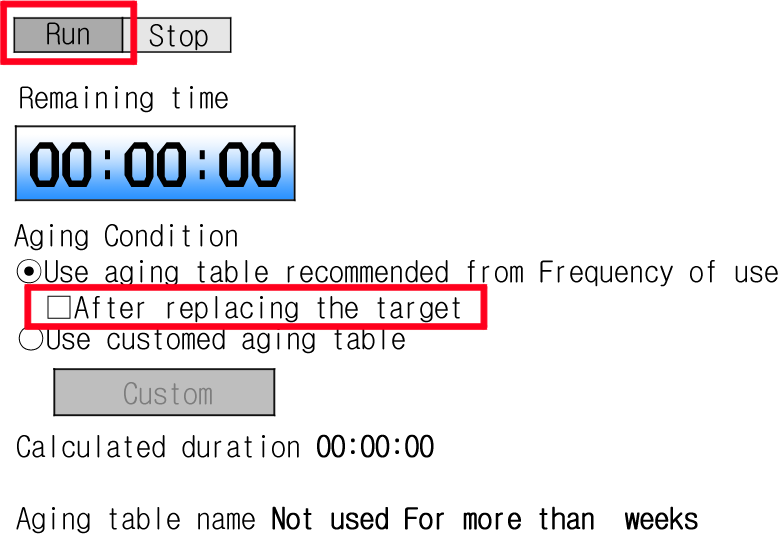 Run Stop
Remaining time
00:00:00
Aging Condition
Use aging table recommended from Frequency of use
After replacing the target
Use customed aging table
Custom
Calculated duration 00:00:00
Aging table name Not used For more than weeks